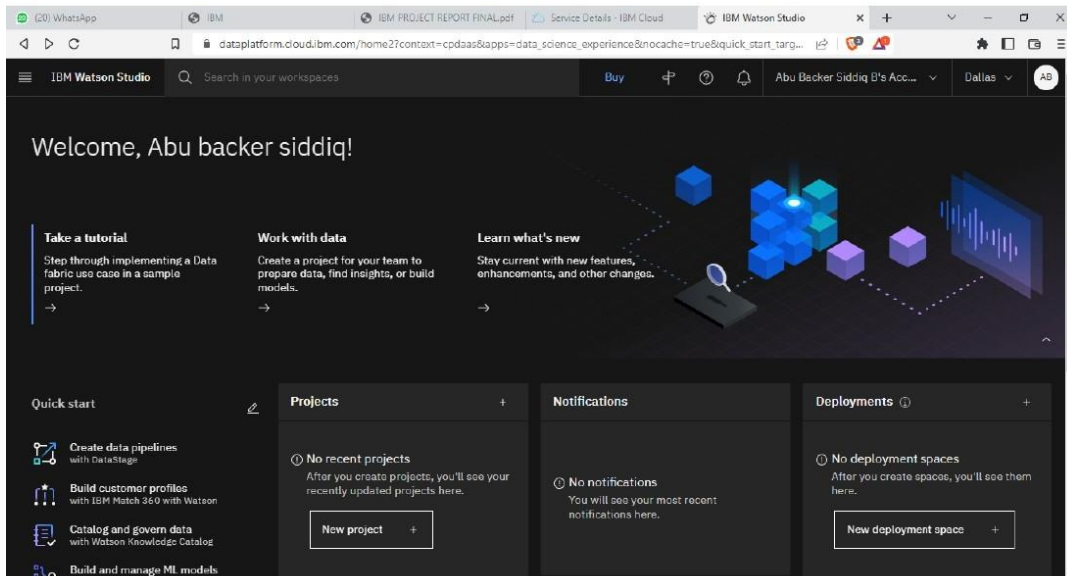 (20) WhatsApp
IBM
IBM PROJECT REPORT FINAL.pdf
Service Details - IBM Cloud
IBM Watson Studio
dataplatform.cloud.ibm.com/home2?context=cpdaas&apps=data_science_experience&nocache=true&quick_start_targ...
IBM Watson Studio
Search in your workspaces
Buy
Abu Backer Siddiq B's Acc...
Dallas
AB
Welcome, Abu backer siddiq!
Take a tutorial
Step through implementing a Data
fabric use case in a sample
project.
Work with data
Create a project for your team to
prepare data, find insights, or build
models.
Learn what's new
Stay current with new features,
enhancements, and other changes.
Quick start
Create data pipelines
with DataStage
Build customer profiles
with IBM Match 360 with Watson
Catalog and govern data
with Watson Knowledge Catalog
Build and manage ML models
Projects
No recent projects
After you create projects, you'll see your
recently updated projects here.
New project
Notifications
No notifications
You will see your most recent
notifications here.
Deployments
No deployment spaces
After you create spaces, you'll see them
here.
New deployment space